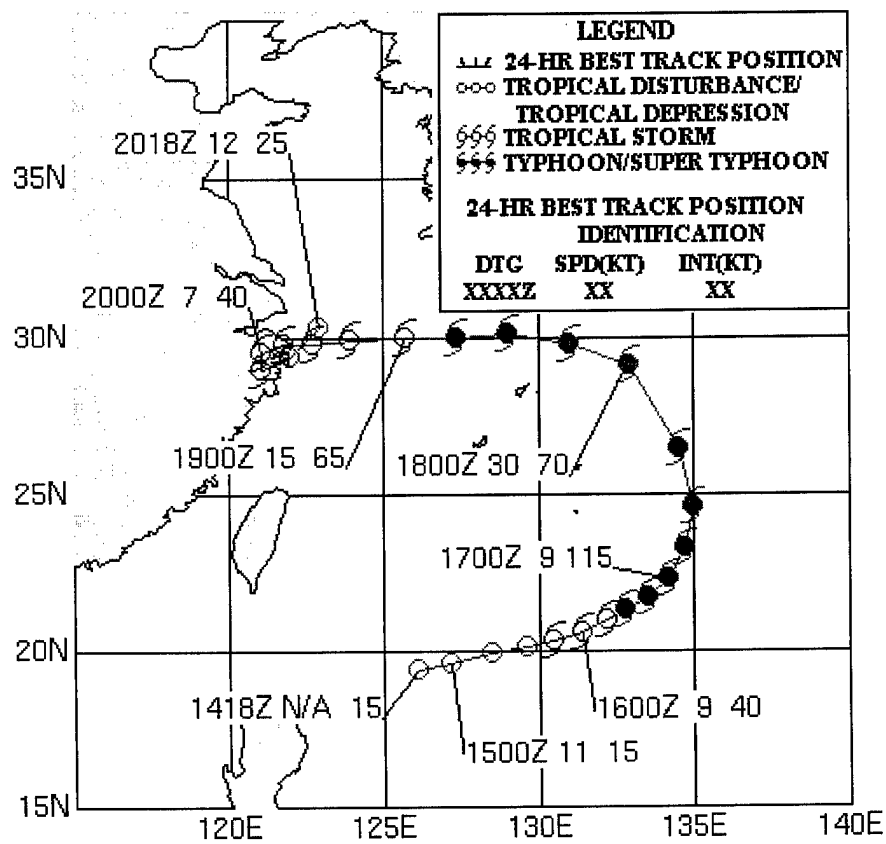 LEGEND
24-HR BEST TRACK POSITION
TROPICAL DISTURBANCE/
TROPICAL DEPRESSION
TROPICAL STORM
TYPHOON/SUPER TYPHOON
24-HR BEST TRACK POSITION
IDENTIFICATION
DTG SPD(KT) INT(KT)
XXXXZ XX XX
2018Z 12 25
35N
2000Z 7 40
30N
1900Z 15 65
1800Z 30 70
25N
1700Z 9 115
20N
1418Z N/A 15
1600Z 9 40
1500Z 11 15
15N
120E 125E 130E 135E 140E